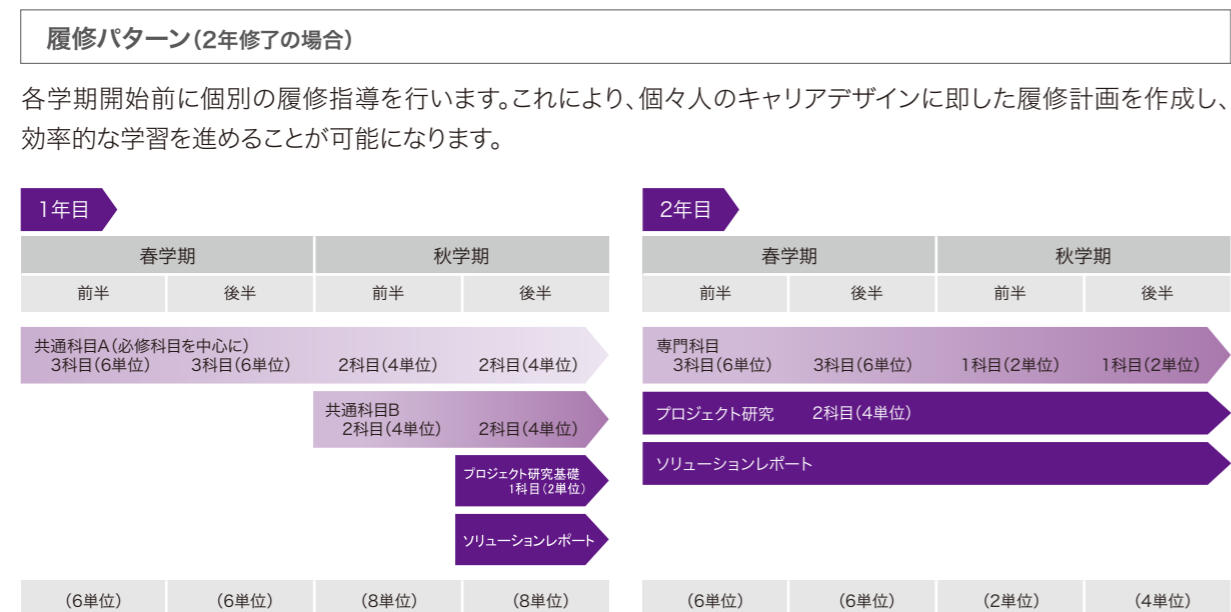 履修パターン(2年修了の場合)
各学期開始前に個別の履修指導を行います。これにより、個々人のキャリアデザインに即した履修計画を作成し、
効率的な学習を進めることが可能になります。
1年目
春学期 秋学期
前半 後半 前半 後半
共通科目A(必修科目を中心に)
3科目(6単位) 3科目(6単位) 2科目(4単位) 2科目(4単位)
共通科目B
2科目(4単位) 2科目(4単位)
プロジェクト研究基礎
1科目(2単位)
ソリューションレポート
(6単位) (6単位) (8単位) (8単位)
2年目
春学期 秋学期
前半 後半 前半 後半
専門科目
3科目(6単位) 3科目(6単位) 1科目(2単位) 1科目(2単位)
プロジェクト研究 2科目(4単位)
ソリューションレポート
(6単位) (6単位) (2単位) (4単位)